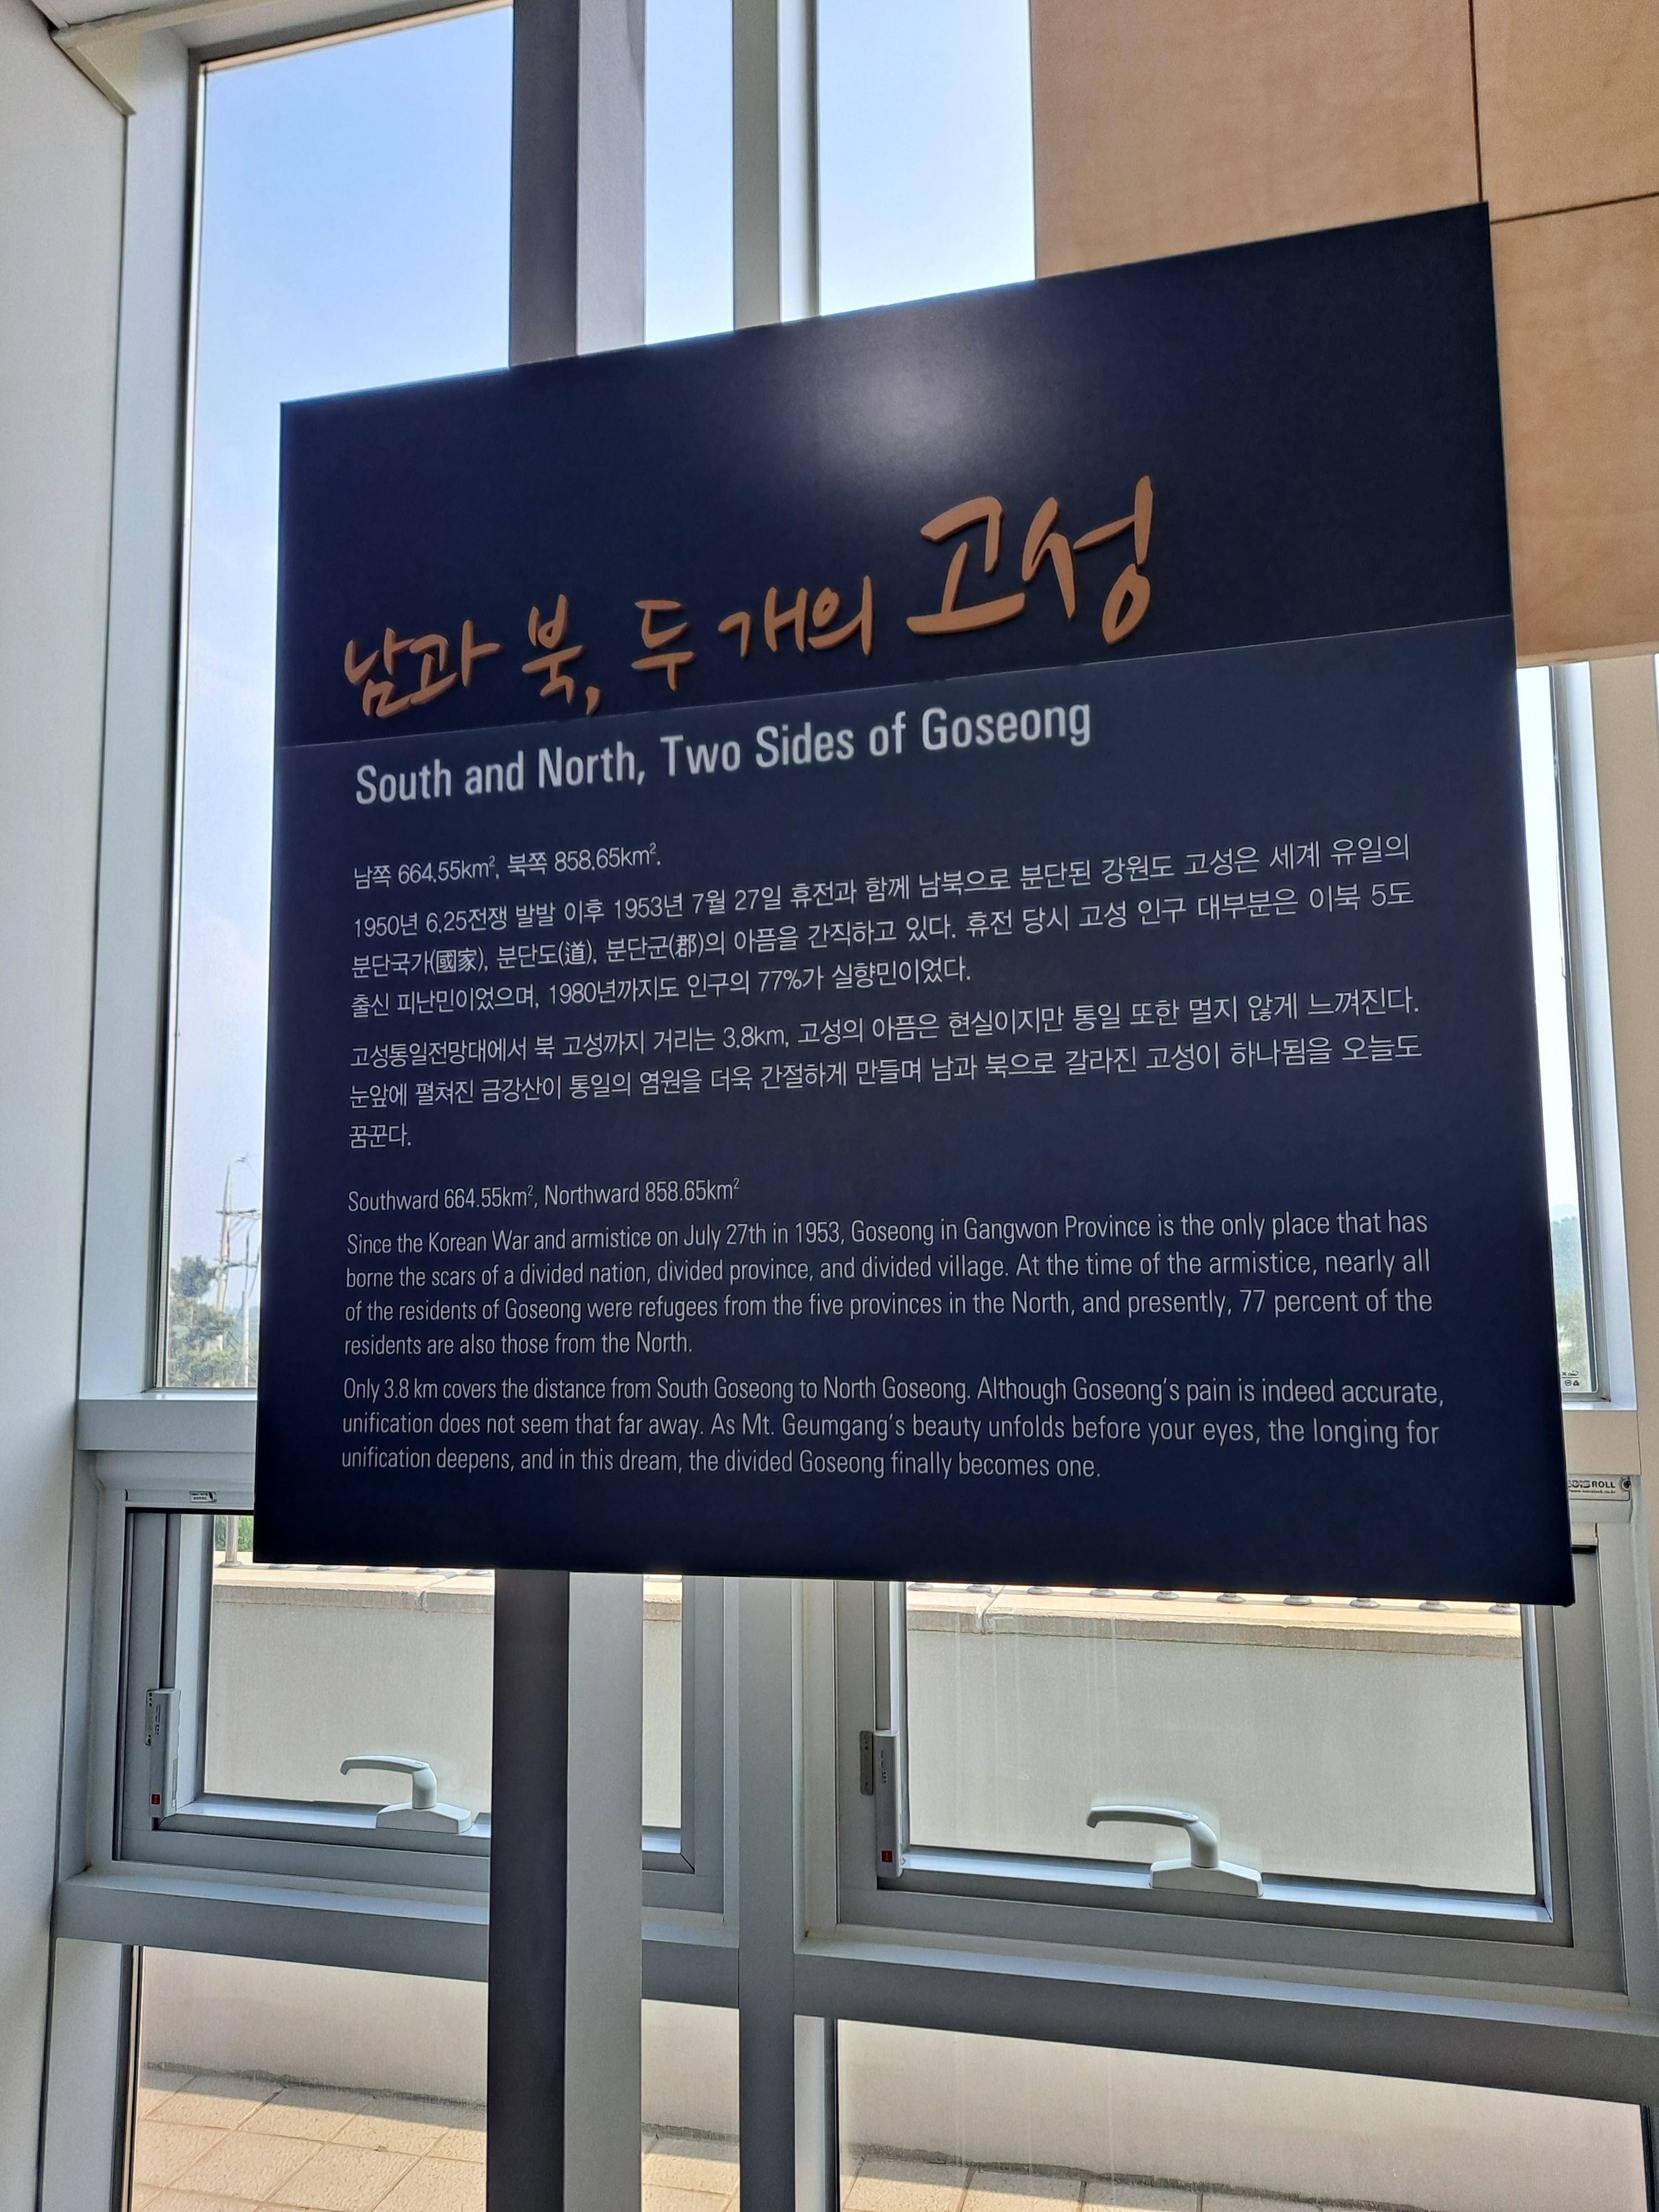 남과 북, 두 개의 고성
South and North, Two Sides of Goseong
남쪽 664.55km², 북쪽 858.65km².
1950년 6.25전쟁 발발 이후 1953년 7월 27일 휴전과 함께 남북으로 분단된 강원도 고성은 세계 유일의
분단국가(國家), 분단도(道), 분단군(郡)의 아픔을 간직하고 있다. 휴전 당시 고성 인구 대부분은 이북 5도
출신 피난민이었으며, 1980년까지도 인구의 77%가 실향민이었다.
고성통일전망대에서 북 고성까지 거리는 3.8km, 고성의 아픔은 현실이지만 통일 또한 멀지 않게 느껴진다.
눈앞에 펼쳐진 금강산이 통일의 염원을 더욱 간절하게 만들며 남과 북으로 갈라진 고성이 하나됨을 오늘도
꿈꾼다.
Southward 664.55km², Northward 858.65km²
Since the Korean War and armistice on July 27th in 1953, Goseong in Gangwon Province is the only place that has
borne the scars of a divided nation, divided province, and divided village. At the time of the armistice, nearly all
of the residents of Goseong were refugees from the five provinces in the North, and presently, 77 percent of the
residents are also those from the North.
Only 3.8 km covers the distance from South Goseong to North Goseong. Although Goseong's pain is indeed accurate,
unification does not seem that far away. As Mt. Geumgang's beauty unfolds before your eyes, the longing for
unification deepens, and in this dream, the divided Goseong finally becomes one.
ROLL